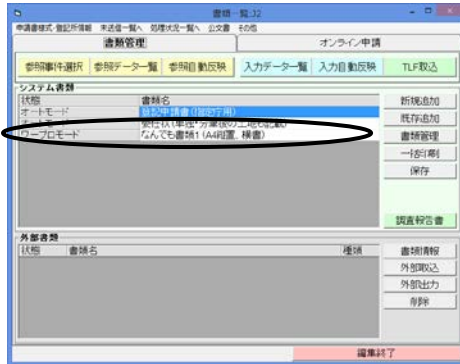 書類一覧:32
申請書様式・登記所情報 未送信一覧へ 処理状況一覧へ 公文書 その他
書類管理 オンライン申請
参照事件選択 参照データ一覧 参照自動反映 入力データ一覧 入力自動反映 TLF取込
システム書類
状態 書類名 新規追加
オートモード 登記申請書(指定庁用)
既存追加
ワープロモード なんでも書類1(A4縦置、横書) 書類管理
一括印刷
保存
調査報告書
外部書類
状態 書類名 種類 書類情報
外部取込
外部出力
削除
編集終了